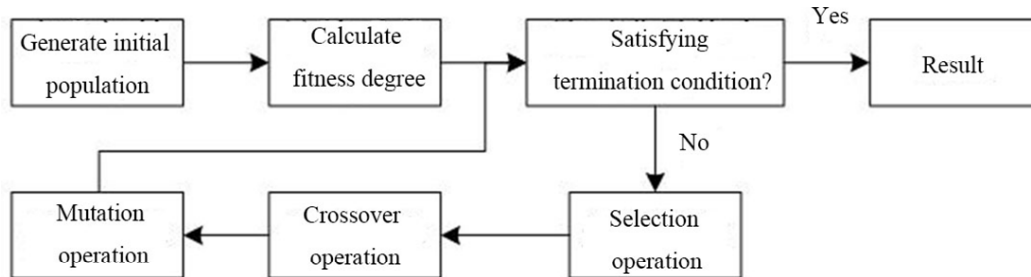 Generate initial
population
Calculate
fitness degree
Satisfying
termination condition?
Yes
Result
No
Mutation
operation
Crossover
operation
Selection
operation